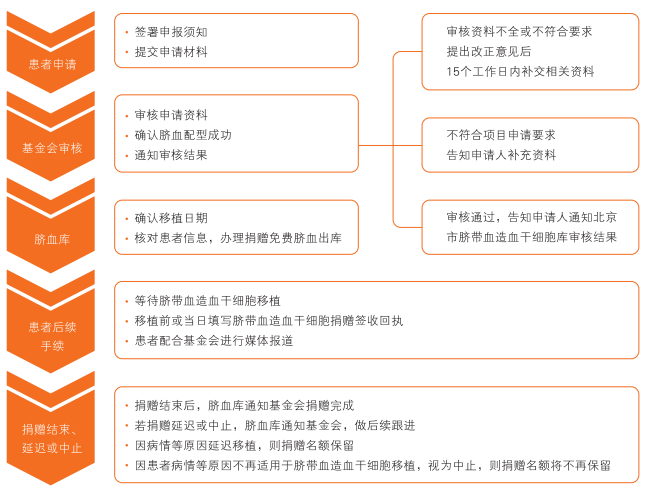 患者申请
• 签署申报须知
• 提交申请材料
审核资料不全或不符合要求
提出改正意见后
15个工作日内补交相关资料
基金会审核
• 审核申请资料
• 确认脐血配型成功
• 通知审核结果
不符合项目申请要求
告知申请人补充资料
脐血库
• 确认移植日期
• 核对患者信息，办理捐赠免费脐血出库
审核通过，告知申请人通知北京
市脐带血造血干细胞库审核结果
患者后续
手续
• 等待脐带血造血干细胞移植
• 移植前或当日填写脐带血造血干细胞捐赠签收回执
• 患者配合基金会进行媒体报道
捐赠结束、
延迟或中止
• 捐赠结束后，脐血库通知基金会捐赠完成
• 若捐赠延迟或中止，脐血库通知基金会，做后续跟进
• 因病情等原因延迟移植，则捐赠名额保留
• 因患者病情等原因不再适用于脐带血造血干细胞移植，视为中止，则捐赠名额将不再保留